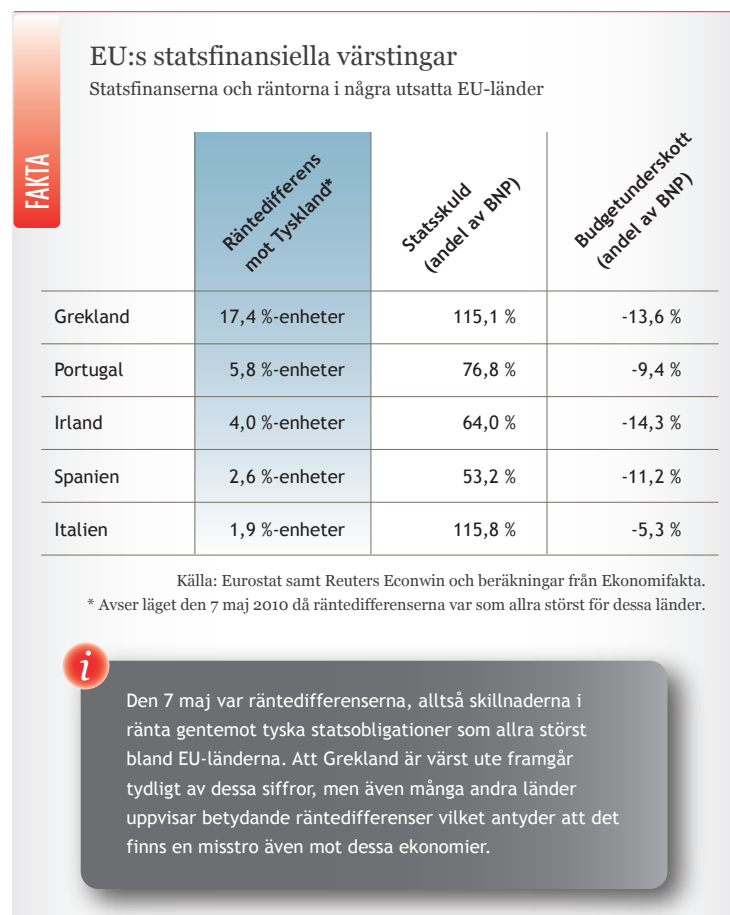 FAKTA
EU:s statsfinansiella värstingar
Statsfinanserna och räntorna i några utsatta EU-länder
Räntedifferens
mot Tyskland*
Statsskuld
(andel av BNP)
Budgetunderskott
(andel av BNP)
Grekland 17,4 %-enheter 115,1 % -13,6 %
Portugal 5,8 %-enheter 76,8 % -9,4 %
Irland 4,0 %-enheter 64,0 % -14,3 %
Spanien 2,6 %-enheter 53,2 % -11,2 %
Italien 1,9 %-enheter 115,8 % -5,3 %
Källa: Eurostat samt Reuters Econwin och beräkningar från Ekonomifakta.
* Avser läget den 7 maj 2010 då räntedifferenserna var som allra störst för dessa länder.
i
Den 7 maj var räntedifferenserna, alltså skillnaderna i
ränta gentemot tyska statsobligationer som allra störst
bland EU-länderna. Att Grekland är värst ute framgår
tydligt av dessa siffror, men även många andra länder
uppvisar betydande räntedifferenser vilket antyder att det
finns en misstro även mot dessa ekonomier.